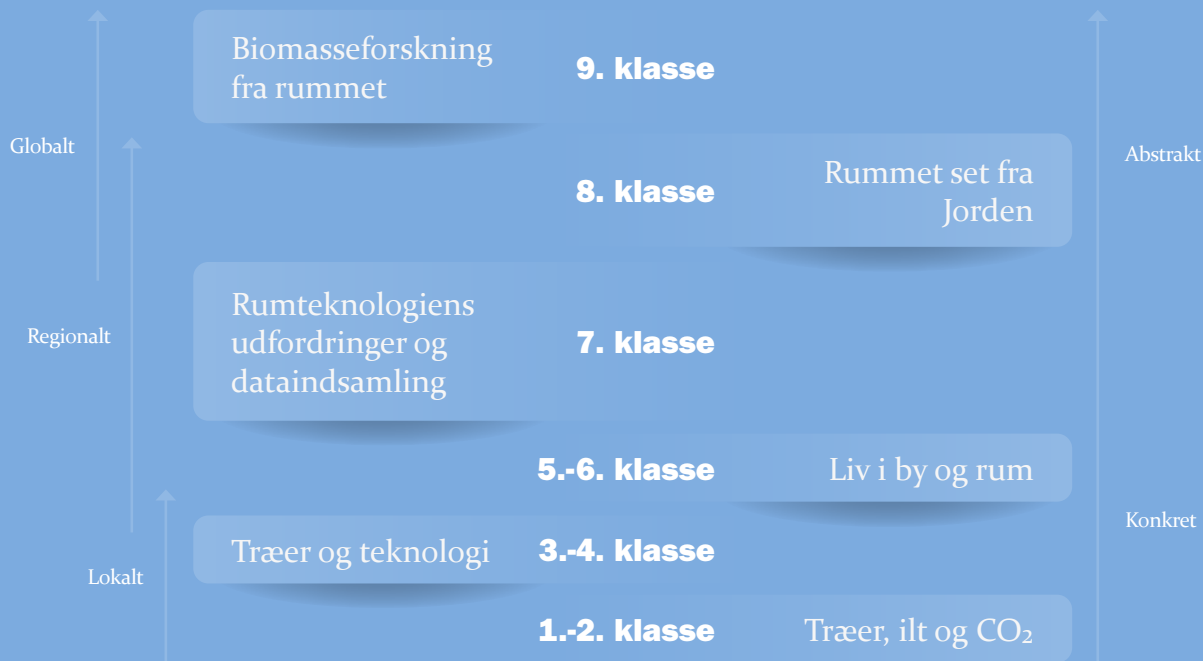 Biomasseforskning
fra rummet
9. klasse
Globalt
Abstrakt
8. klasse
Rummet set fra
Jorden
Rumteknologiens
udfordringer og
dataindsamling
7. klasse
Regionalt
5.-6. klasse
Liv i by og rum
Konkret
Træer og teknologi
3.-4. klasse
Lokalt
1.-2. klasse
Træer, ilt og CO₂